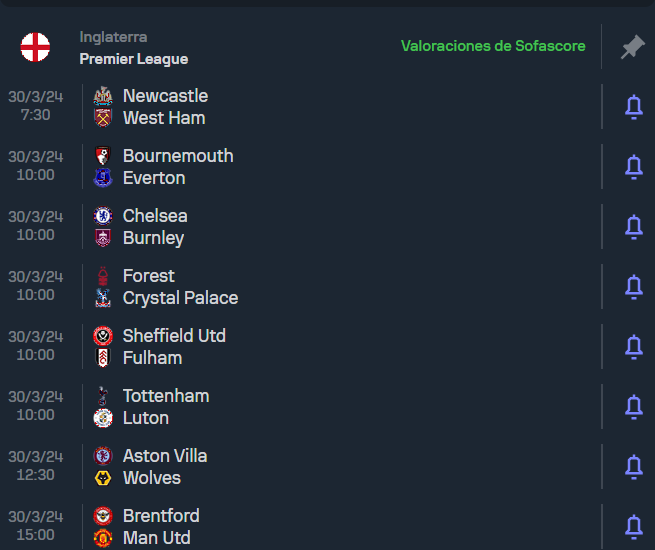 Inglaterra
Premier League
Valoraciones de Sofascore
30/3/24
7:30
Newcastle
West Ham
30/3/24
10:00
Bournemouth
Everton
30/3/24
10:00
Chelsea
Burnley
30/3/24
10:00
Forest
Crystal Palace
30/3/24
10:00
Sheffield Utd
Fulham
30/3/24
10:00
Tottenham
Luton
30/3/24
12:30
Aston Villa
Wolves
30/3/24
15:00
Brentford
Man Utd